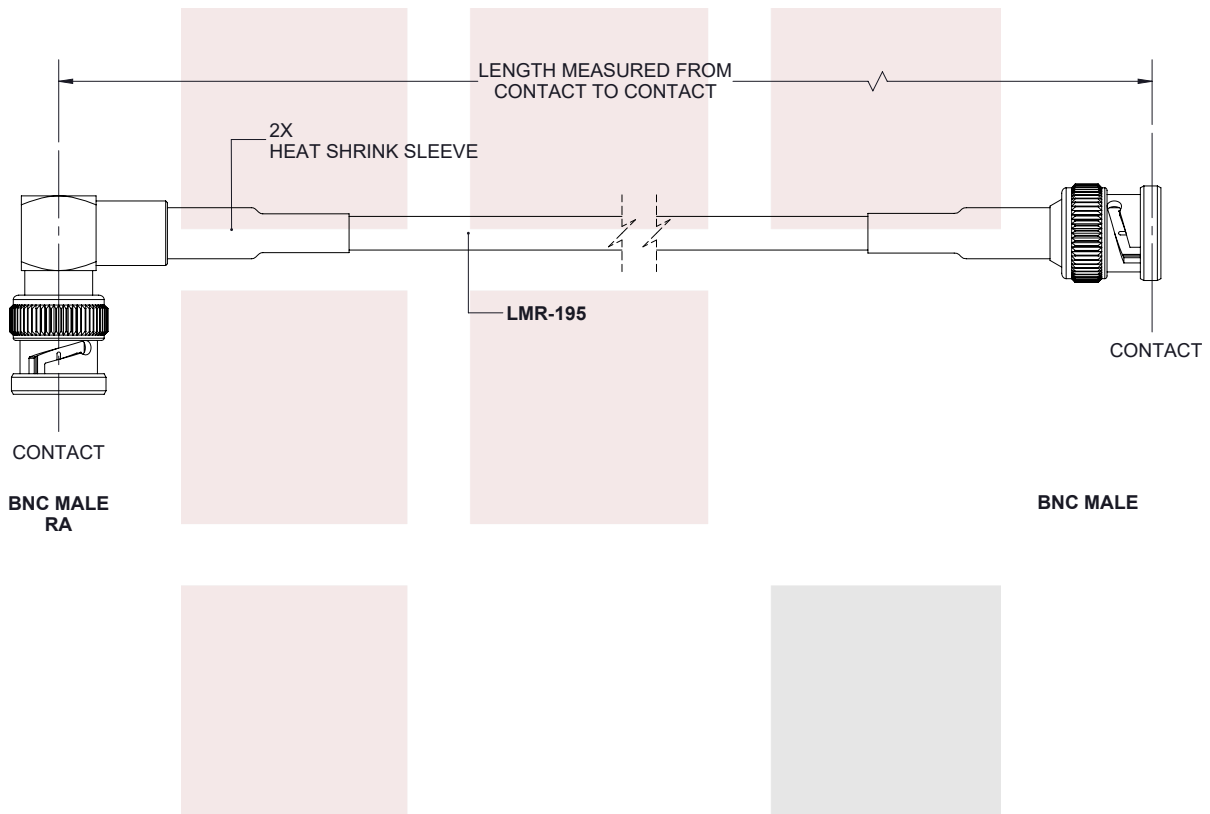 LENGTH MEASURED FROM
CONTACT TO CONTACT
2X
HEAT SHRINK SLEEVE
LMR-195
CONTACT
CONTACT
BNC MALE
RA
BNC MALE